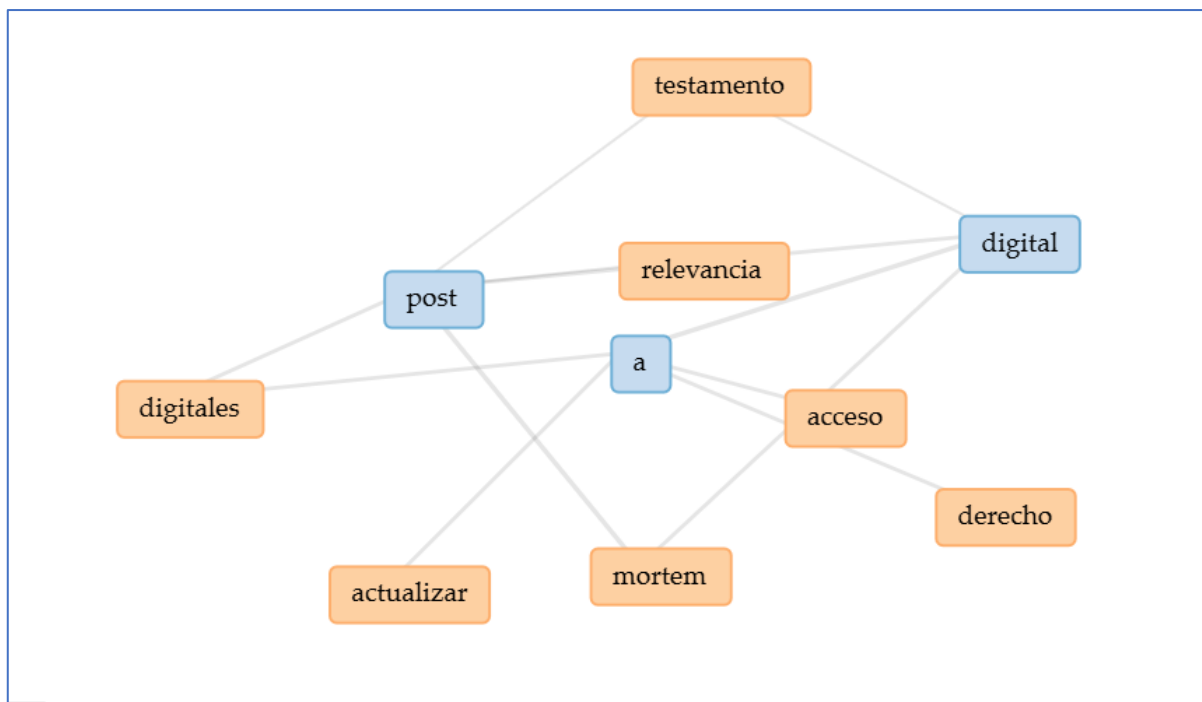 testamento
digital
relevancia
post
a
digitales
acceso
derecho
mortem
actualizar